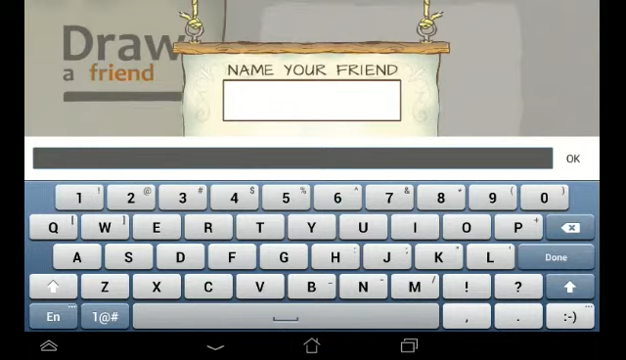 Draw
a friend
NAME YOUR FRIEND
OK
1 ! 2 @ 3 # 4 $ 5 % 6 ^ 7 & 8 * 9 ( 0 )
Q [ W ] E R T Y U I O P +
A S D F G H : J ; K " L ' Done
Z X C V B - N - M / ! ?
En ... 1@# , . :-) ...